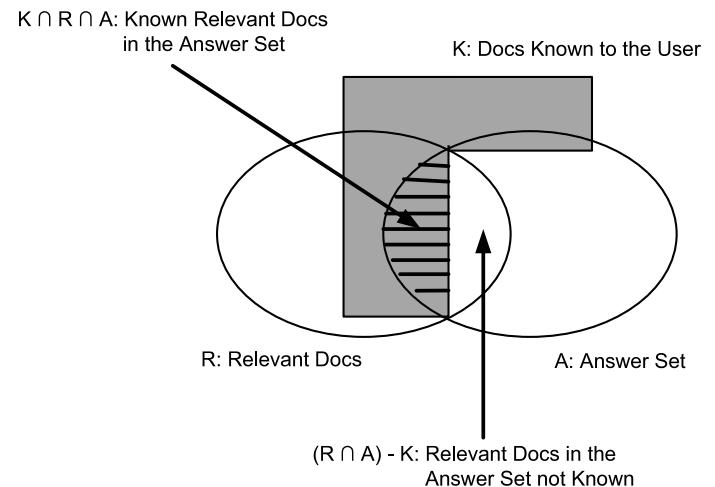 K ∩ R ∩ A: Known Relevant Docs
in the Answer Set
K: Docs Known to the User
R: Relevant Docs
A: Answer Set
(R ∩ A) - K: Relevant Docs in the
Answer Set not Known